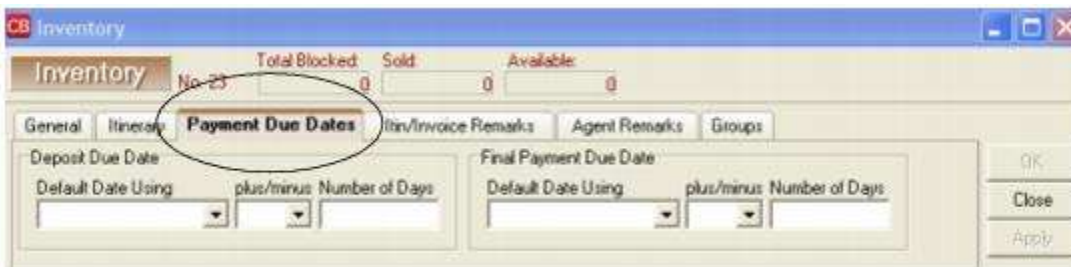 CB Inventory
Inventory No. 23 Total Blocked: 0 Sold: 0 Available: 0
General Itinerary Payment Due Dates Itin/Invoice Remarks Agent Remarks Groups
Deposit Due Date Final Payment Due Date
Default Date Using plus/minus Number of Days Default Date Using plus/minus Number of Days
OK
Close
Apply